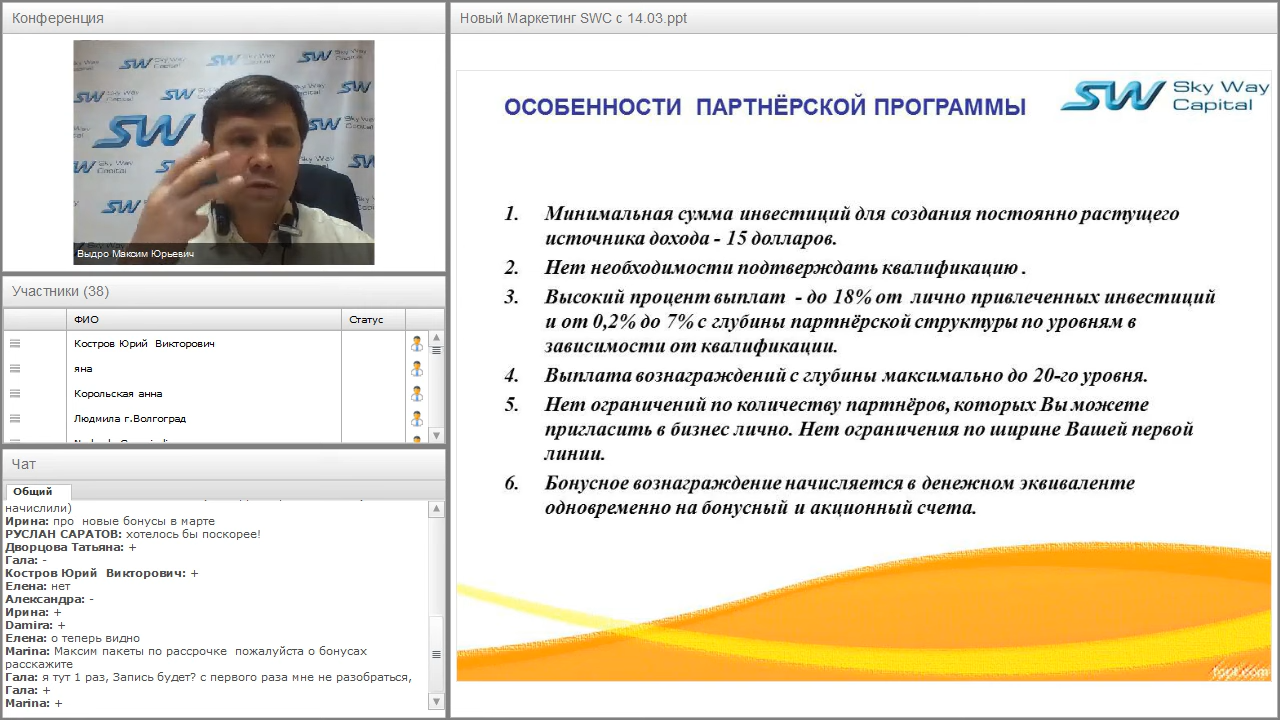 Конференция
SW Sky Way Capital
Выдро Максим Юрьевич
Участники (38)
ФИО
Статус
Костров Юрий Викторович
яна
Корольская анна
Людмила г.Волгоград
Чат
Общий
начислили)
Ирина: про новые бонусы в марте
РУСЛАН САРАТОВ: хотелось бы поскорее!
Дворцова Татьяна: +
Гала: -
Костров Юрий Викторович: +
Елена: нет
Александра: -
Ирина: +
Damira: +
Елена: о теперь видно
Marina: Максим пакеты по рассрочке пожалуйста о бонусах
расскажите
Гала: я тут 1 раз, Запись будет? с первого раза мне не разобраться,
Гала: +
Marina: +
Новый Маркетинг SWC с 14.03.ppt
SW Sky Way
Capital
ОСОБЕННОСТИ ПАРТНЁРСКОЙ ПРОГРАММЫ
1. Минимальная сумма инвестиций для создания постоянно растущего
источника дохода - 15 долларов.
2. Нет необходимости подтверждать квалификацию .
3. Высокий процент выплат - до 18% от лично привлеченных инвестиций
и от 0,2% до 7% с глубины партнёрской структуры по уровням в
зависимости от квалификации.
4. Выплата вознаграждений с глубины максимально до 20-го уровня.
5. Нет ограничений по количеству партнёров, которых Вы можете
пригласить в бизнес лично. Нет ограничения по ширине Вашей первой
линии.
6. Бонусное вознаграждение начисляется в денежном эквиваленте
одновременно на бонусный и акционный счета.
fppt.com